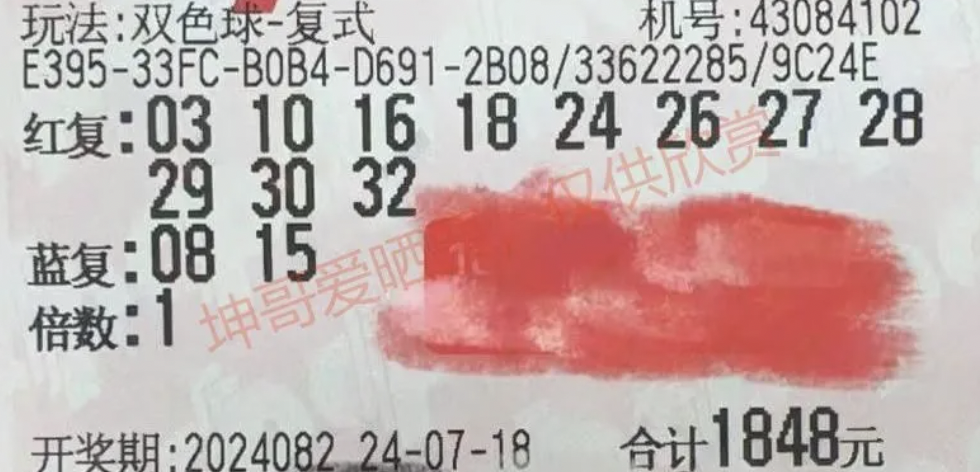 玩法:双色球-复式 机号:43084102
E395-33FC-B0B4-D691-2B08/33622285/9C24E
红复:03 10 16 18 24 26 27 28
29 30 32
蓝复:08 15
倍数:1
坤哥爱晒 仅供欣赏
开奖期:2024082 24-07-18 合计1848元